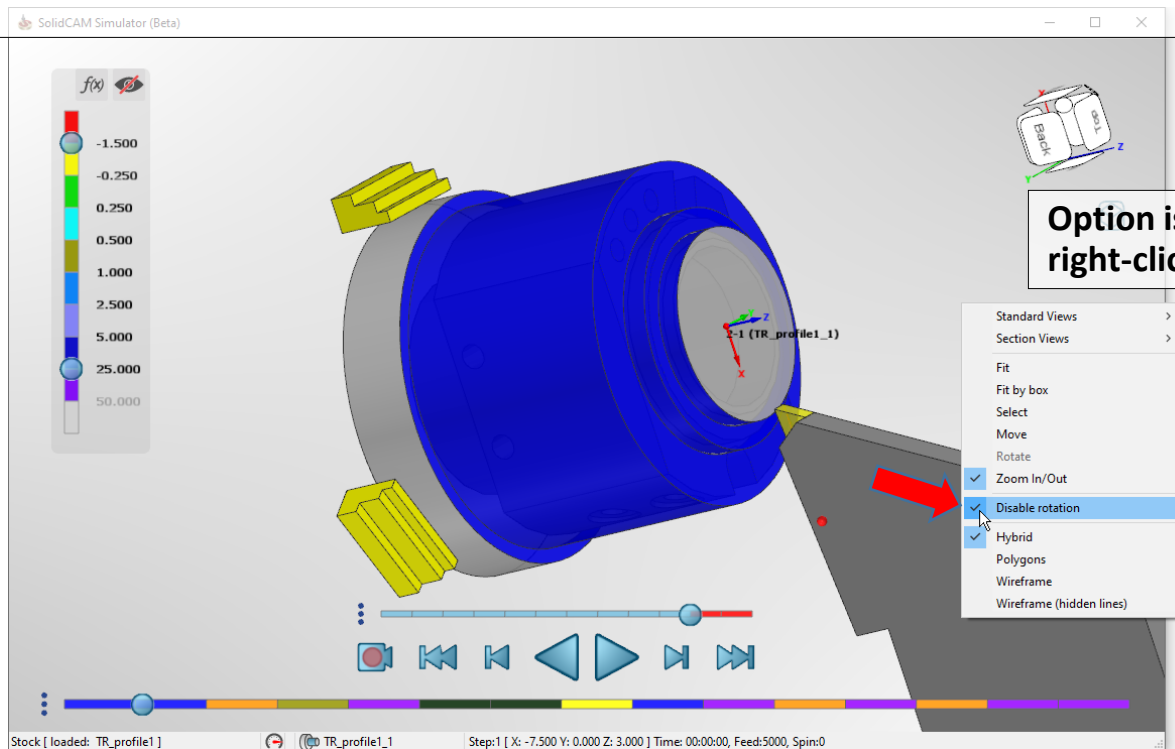 SolidCAM Simulator (Beta)
f(x)
-1.500
-0.250
0.250
0.500
1.000
2.500
5.000
25.000
50.000
X
Back
Top
Z
Y
Option is
right-clic
Z
2-1 (TR_profile1_1)
X
Standard Views
Section Views
Fit
Fit by box
Select
Move
Rotate
Zoom In/Out
Disable rotation
Hybrid
Polygons
Wireframe
Wireframe (hidden lines)
Stock [ loaded: TR_profile1 ] TR_profile1_1 Step:1 [ X: -7.500 Y: 0.000 Z: 3.000 ] Time: 00:00:00, Feed:5000, Spin:0